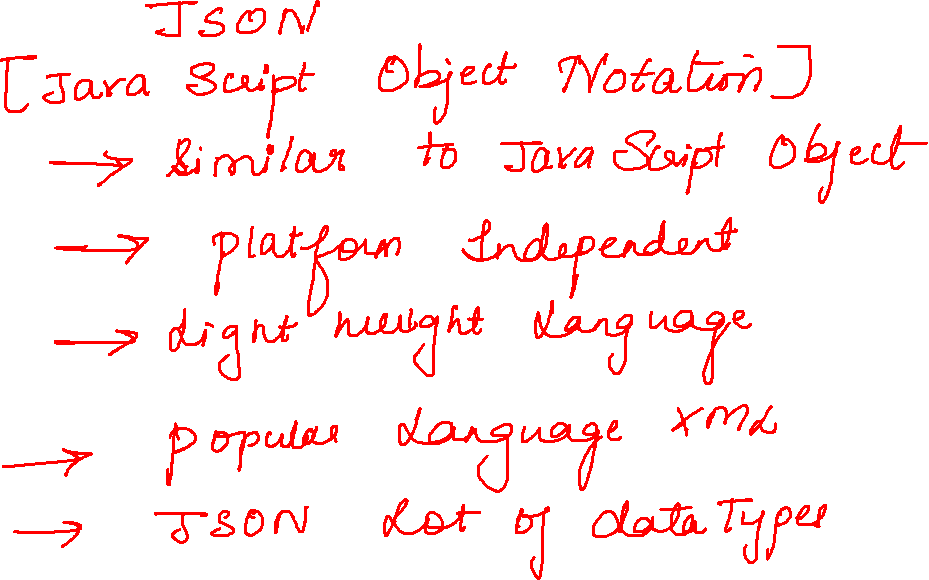 JSON
[Java Script Object Notation]
→ Similar to Java Script Object
→ platform Independent
→ Light weight Language
→ popular Language XML
→ JSON Lot of data Types